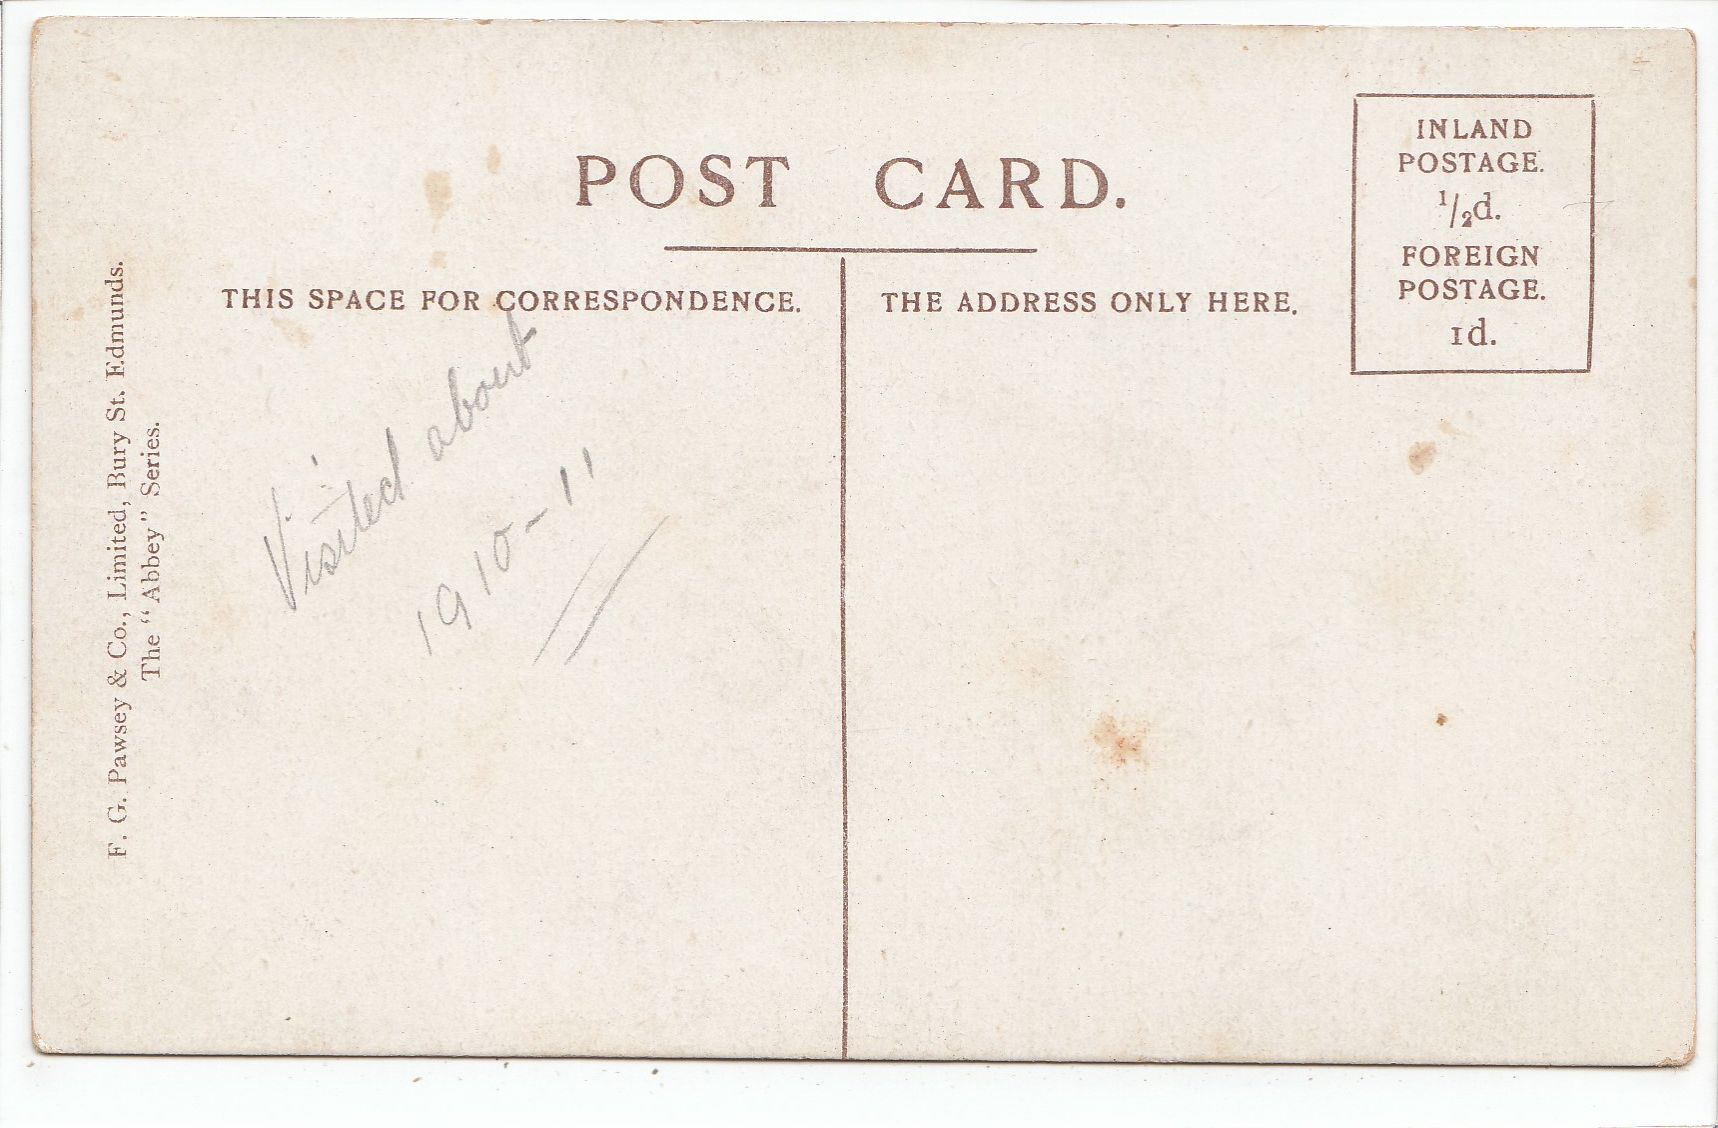 POST CARD.
THIS SPACE FOR CORRESPONDENCE.
THE ADDRESS ONLY HERE.
INLAND
POSTAGE.
1/2d.
FOREIGN
POSTAGE.
1d.
F. G. Pawsey & Co., Limited, Bury St. Edmunds.
The "Abbey" Series.
Visited about
1910-11